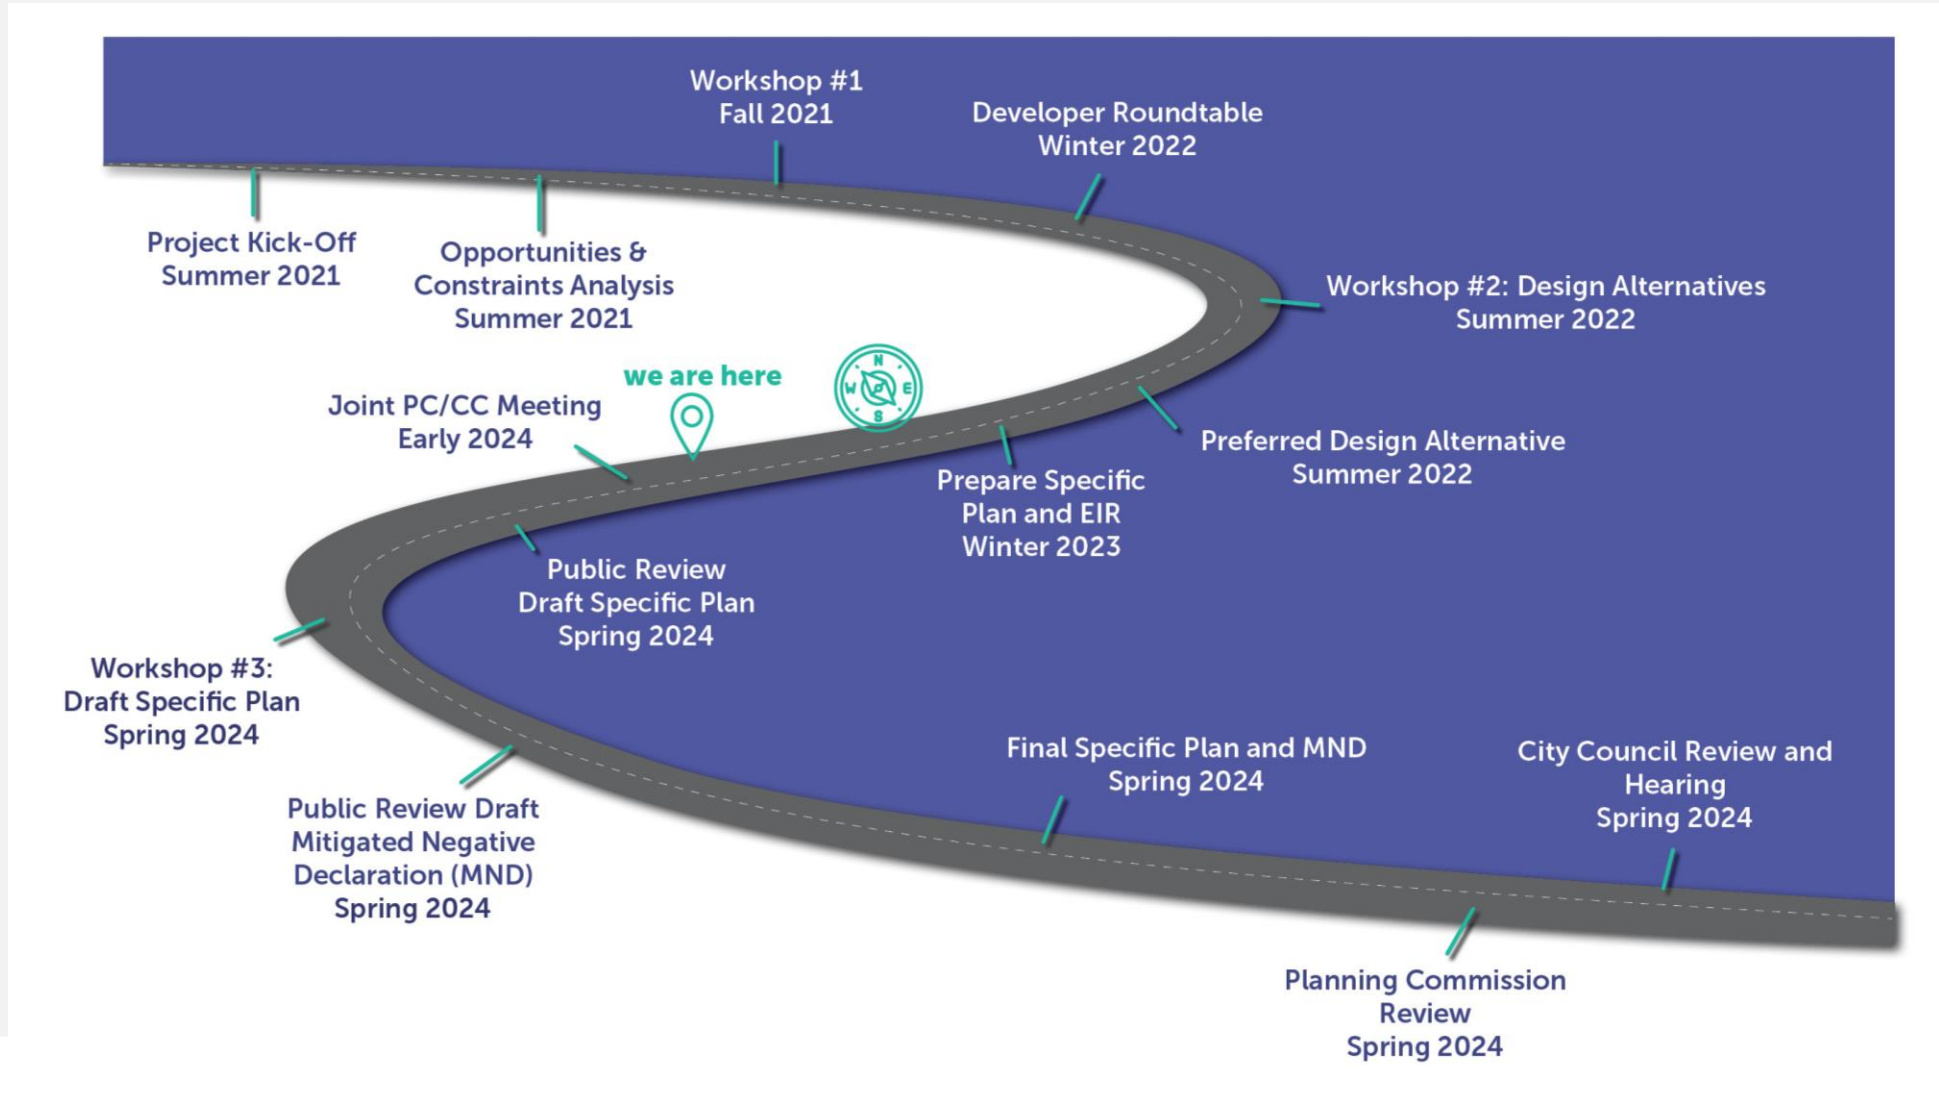 Workshop #1
Fall 2021
Developer Roundtable
Winter 2022
Project Kick-Off
Summer 2021
Opportunities &
Constraints Analysis
Summer 2021
Workshop #2: Design Alternatives
Summer 2022
we are here
N
W
E
S
Joint PC/CC Meeting
Early 2024
Preferred Design Alternative
Summer 2022
Prepare Specific
Plan and EIR
Winter 2023
Public Review
Draft Specific Plan
Spring 2024
Workshop #3:
Draft Specific Plan
Spring 2024
Public Review Draft
Mitigated Negative
Declaration (MND)
Spring 2024
Final Specific Plan and MND
Spring 2024
City Council Review and
Hearing
Spring 2024
Planning Commission
Review
Spring 2024